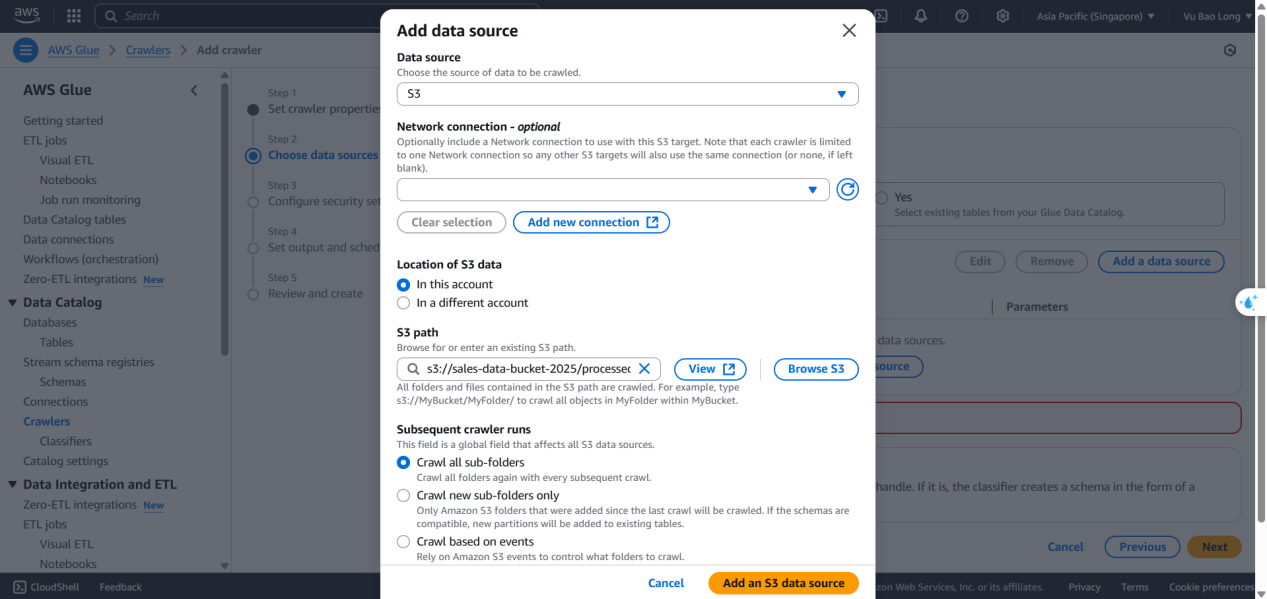 aws
Search
Asia Pacific (Singapore)
Vu Bao Long
AWS Glue
Crawlers
Add crawler
AWS Glue
Getting started
ETL jobs
Visual ETL
Notebooks
Job run monitoring
Data Catalog tables
Data connections
Workflows (orchestration)
Zero-ETL integrations New
Data Catalog
Databases
Tables
Stream schema registries
Schemas
Connections
Crawlers
Classifiers
Catalog settings
Data Integration and ETL
Zero-ETL integrations New
ETL jobs
Visual ETL
Notebooks
Step 1
Set crawler properties
Step 2
Choose data sources
Step 3
Configure security
Step 4
Set output and
Step 5
Review and create
Add data source
Data source
Choose the source of data to be crawled.
S3
Network connection - optional
Optionally include a Network connection to use with this S3 target. Note that each crawler is limited
to one Network connection so any other S3 targets will also use the same connection (or none, if left
blank).
Clear selection
Add new connection
Location of S3 data
In this account
In a different account
S3 path
Browse for or enter an existing S3 path.
s3://sales-data-bucket-2025/processed
View
Browse S3
All folders and files contained in the S3 path are crawled. For example, type
s3://MyBucket/MyFolder/ to crawl all objects in MyFolder within MyBucket.
Subsequent crawler runs
This field is a global field that affects all S3 data sources.
Crawl all sub-folders
Crawl all folders again with every subsequent crawl.
Crawl new sub-folders only
Only Amazon S3 folders that were added since the last crawl will be crawled. If the schemas are
compatible, new partitions will be added to existing tables.
Crawl based on events
Rely on Amazon S3 events to control what folders to crawl.
Cancel
Add an S3 data source
Yes
Select existing tables from your Glue Data Catalog.
Edit
Remove
Add a data source
Parameters
data sources.
source
handle. If it is, the classifier creates a schema in the form of a
Cancel
Previous
Next
CloudShell
Feedback
Web Services, Inc. or its affiliates.
Privacy
Terms
Cookie preferences